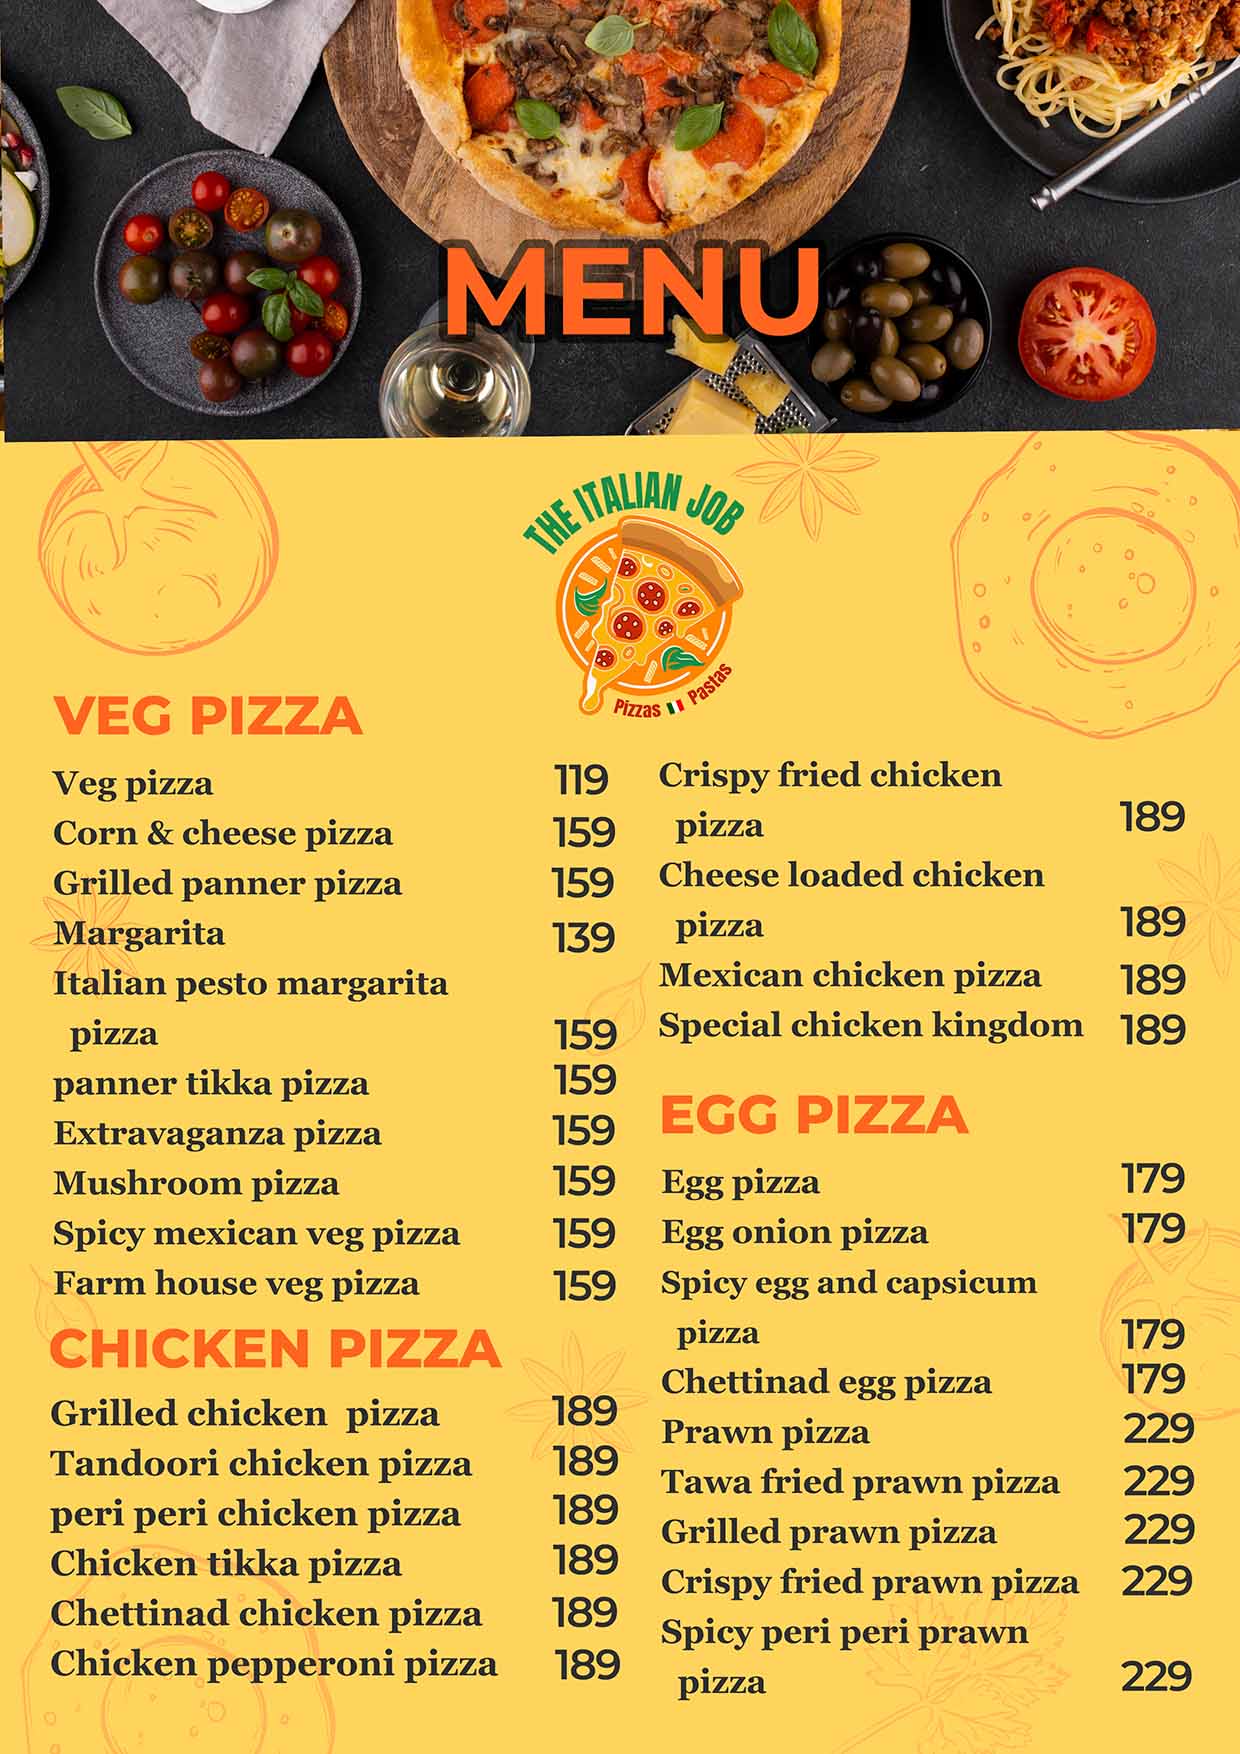 MENU
THE ITALIAN JOB
Pizzas Pastas
VEG PIZZA
Veg pizza 119
Corn & cheese pizza 159
Grilled panner pizza 159
Margarita 139
Italian pesto margarita
pizza 159
panner tikka pizza 159
Extravaganza pizza 159
Mushroom pizza 159
Spicy mexican veg pizza 159
Farm house veg pizza 159
CHICKEN PIZZA
Grilled chicken pizza 189
Tandoori chicken pizza 189
peri peri chicken pizza 189
Chicken tikka pizza 189
Chettinad chicken pizza 189
Chicken pepperoni pizza 189
Crispy fried chicken
pizza 189
Cheese loaded chicken
pizza 189
Mexican chicken pizza 189
Special chicken kingdom 189
EGG PIZZA
Egg pizza 179
Egg onion pizza 179
Spicy egg and capsicum
pizza 179
Chettinad egg pizza 179
Prawn pizza 229
Tawa fried prawn pizza 229
Grilled prawn pizza 229
Crispy fried prawn pizza 229
Spicy peri peri prawn
pizza 229